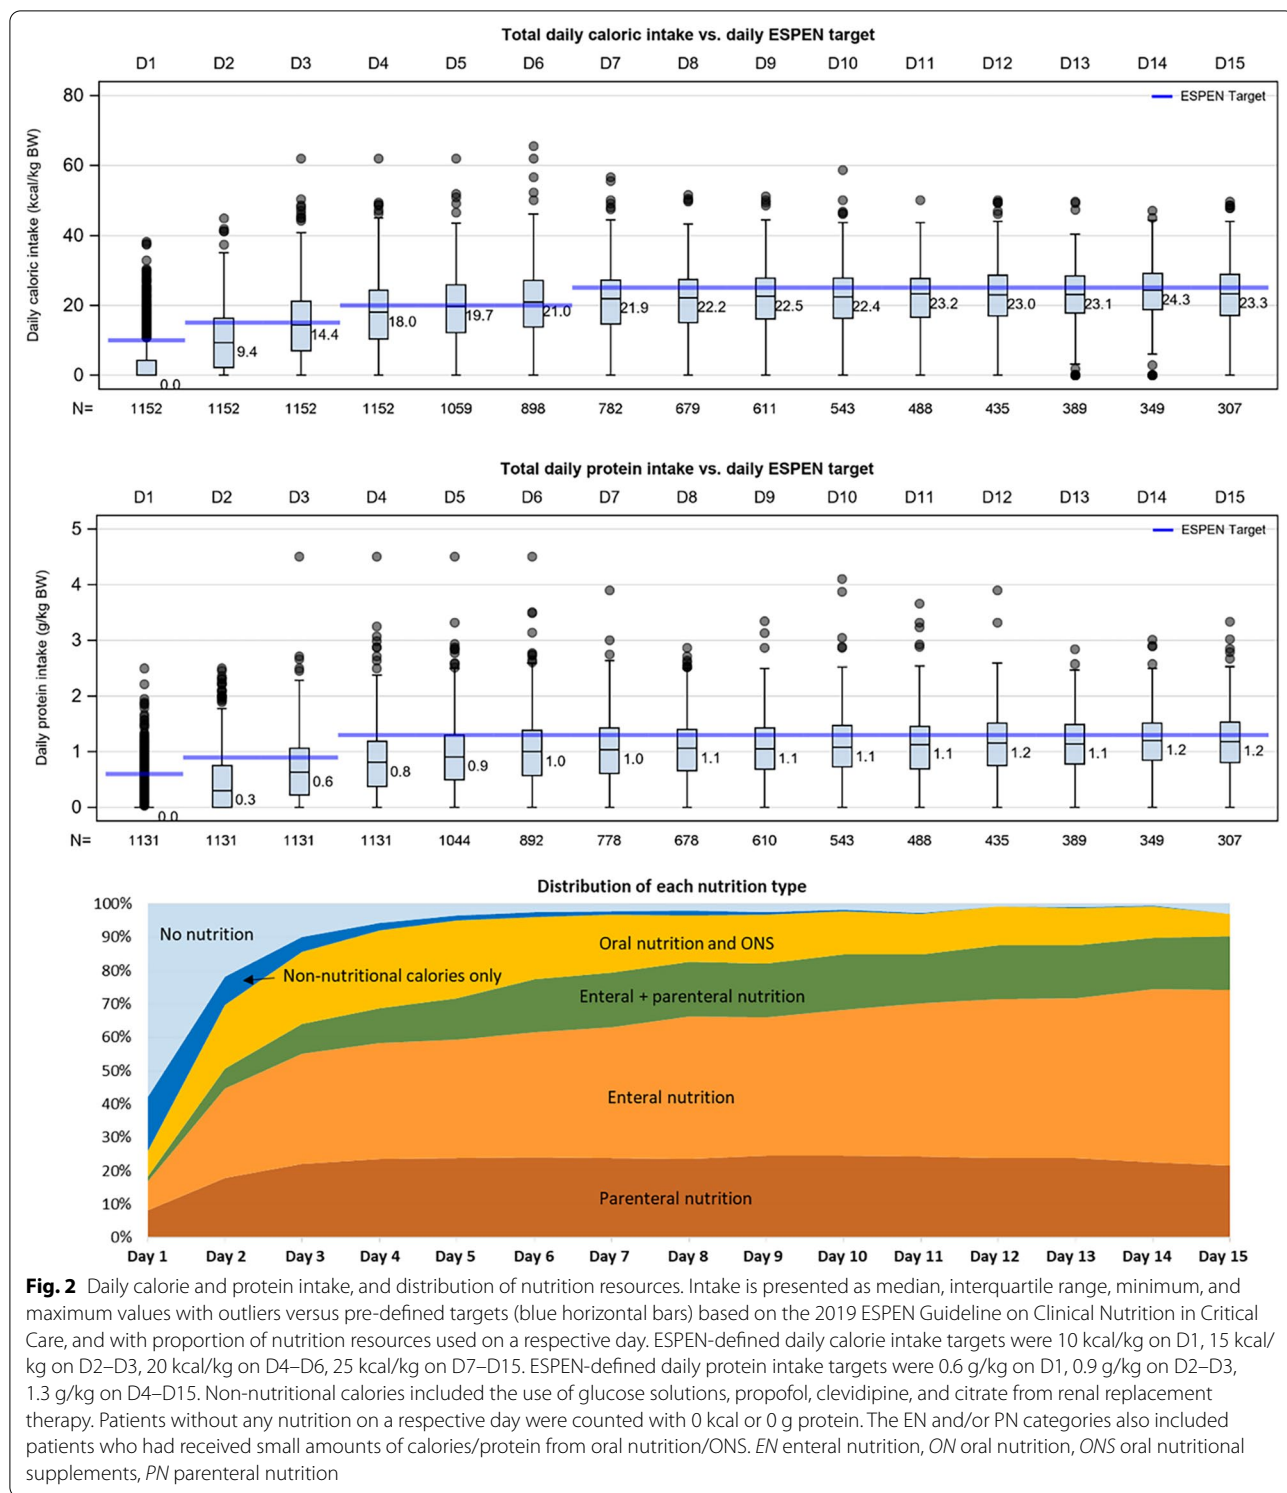 Total daily caloric intake vs. daily ESPEN target
D1 D2 D3 D4 D5 D6 D7 D8 D9 D10 D11 D12 D13 D14 D15
80
60
40
20
0
Daily caloric intake (kcal/kg BW)
ESPEN Target
0.0 9.4 14.4 18.0 19.7 21.0 21.9 22.2 22.5 22.4 23.2 23.0 23.1 24.3 23.3
N= 1152 1152 1152 1152 1059 898 782 679 611 543 488 435 389 349 307
Total daily protein intake vs. daily ESPEN target
D1 D2 D3 D4 D5 D6 D7 D8 D9 D10 D11 D12 D13 D14 D15
5
4
3
2
1
0
Daily protein intake (g/kg BW)
ESPEN Target
0.0 0.3 0.6 0.8 0.9 1.0 1.0 1.1 1.1 1.1 1.1 1.2 1.1 1.2 1.2
N= 1131 1131 1131 1131 1044 892 778 678 610 543 488 435 389 349 307
Distribution of each nutrition type
100%
90%
80%
70%
60%
50%
40%
30%
20%
10%
0%
No nutrition
Non-nutritional calories only
Oral nutrition and ONS
Enteral + parenteral nutrition
Enteral nutrition
Parenteral nutrition
Day 1 Day 2 Day 3 Day 4 Day 5 Day 6 Day 7 Day 8 Day 9 Day 10 Day 11 Day 12 Day 13 Day 14 Day 15
Fig. 2 Daily calorie and protein intake, and distribution of nutrition resources. Intake is presented as median, interquartile range, minimum, and
maximum values with outliers versus pre-defined targets (blue horizontal bars) based on the 2019 ESPEN Guideline on Clinical Nutrition in Critical
Care, and with proportion of nutrition resources used on a respective day. ESPEN-defined daily calorie intake targets were 10 kcal/kg on D1, 15 kcal/
kg on D2–D3, 20 kcal/kg on D4–D6, 25 kcal/kg on D7–D15. ESPEN-defined daily protein intake targets were 0.6 g/kg on D1, 0.9 g/kg on D2–D3,
1.3 g/kg on D4–D15. Non-nutritional calories included the use of glucose solutions, propofol, clevidipine, and citrate from renal replacement
therapy. Patients without any nutrition on a respective day were counted with 0 kcal or 0 g protein. The EN and/or PN categories also included
patients who had received small amounts of calories/protein from oral nutrition/ONS. EN enteral nutrition, ON oral nutrition, ONS oral nutritional
supplements, PN parenteral nutrition